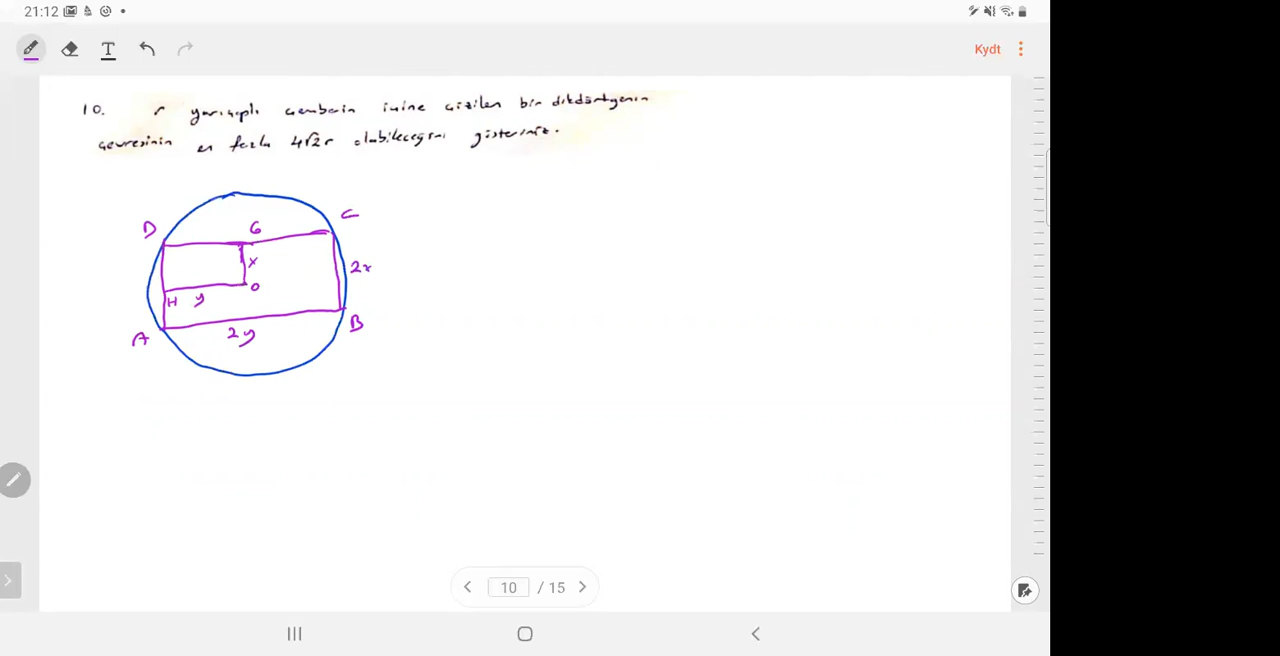 21:12
Kydt
10. r yarıçaplı çemberin içine çizilen bir dikdörtgenin
çevresinin en fazla 4√2r olabileceğini gösteriniz.
D G C
x 2x
H y O
A 2y B
10 / 15